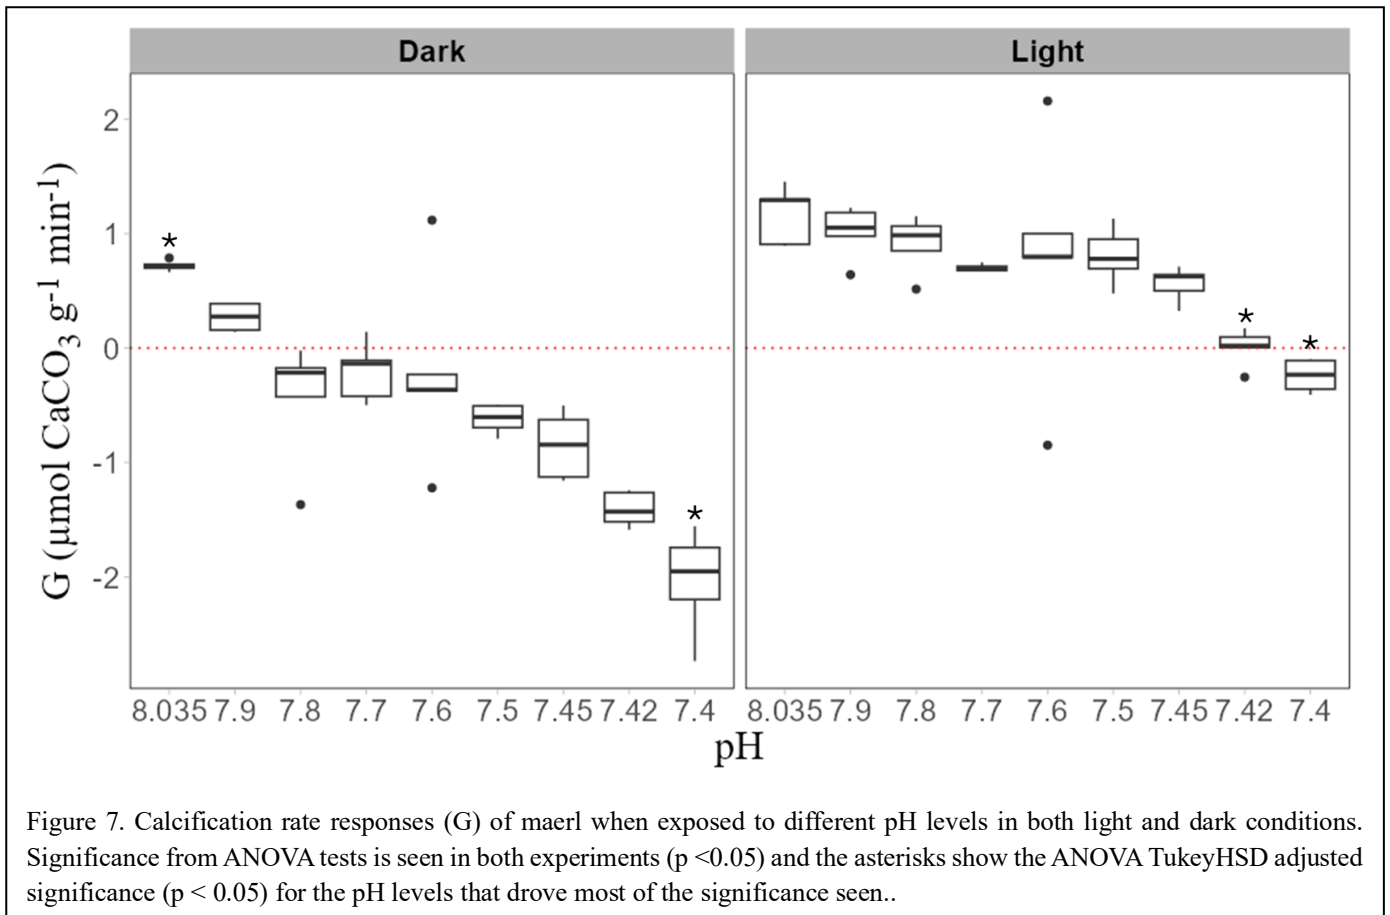 Dark Light
G (μmol CaCO3 g-1 min-1)
2
1
0
-1
-2
* * * *
8.035 7.9 7.8 7.7 7.6 7.5 7.45 7.42 7.4 8.035 7.9 7.8 7.7 7.6 7.5 7.45 7.42 7.4
pH
Figure 7. Calcification rate responses (G) of maerl when exposed to different pH levels in both light and dark conditions.
Significance from ANOVA tests is seen in both experiments (p <0.05) and the asterisks show the ANOVA TukeyHSD adjusted
significance (p < 0.05) for the pH levels that drove most of the significance seen..